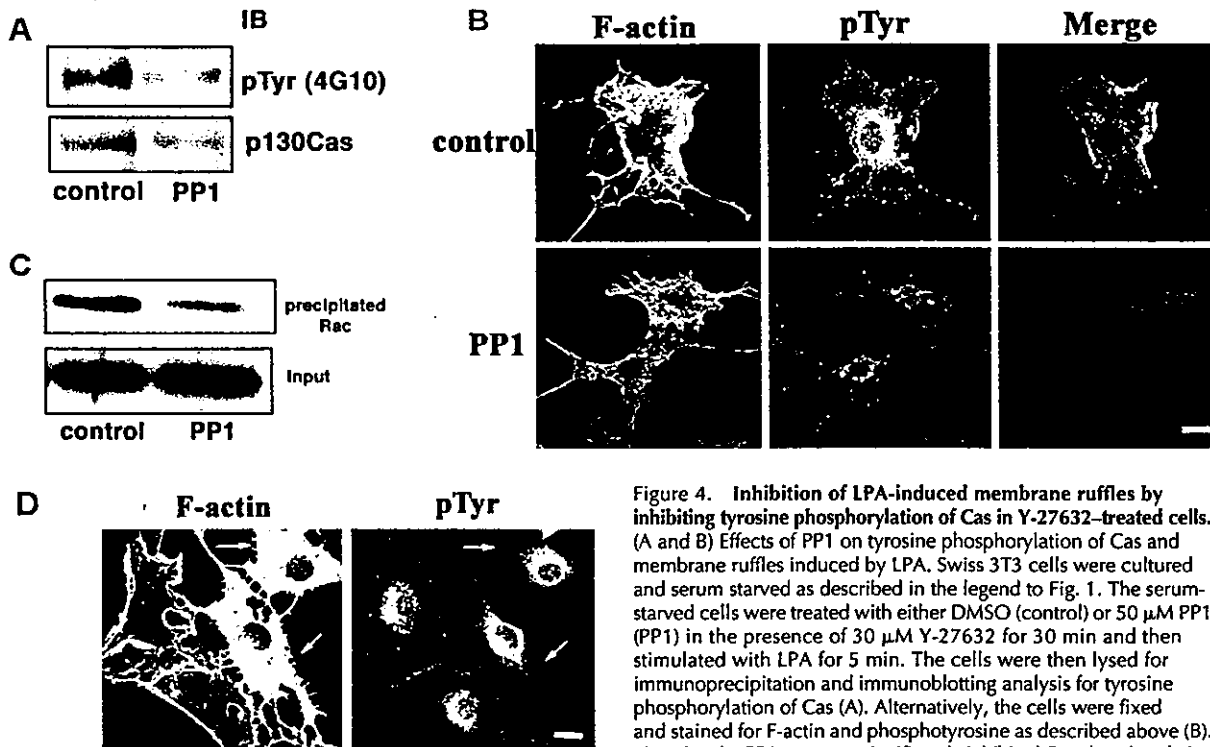 A
IB
pTyr (4G10)
p130Cas
control PP1
B
F-actin pTyr Merge
control
PP1
C
precipitated
Rac
Input
control PP1
D
F-actin pTyr
Figure 4. Inhibition of LPA-induced membrane ruffles by
inhibiting tyrosine phosphorylation of Cas in Y-27632–treated cells.
(A and B) Effects of PP1 on tyrosine phosphorylation of Cas and
membrane ruffles induced by LPA. Swiss 3T3 cells were cultured
and serum starved as described in the legend to Fig. 1. The serum-
starved cells were treated with either DMSO (control) or 50 μM PP1
(PP1) in the presence of 30 μM Y-27632 for 30 min and then
stimulated with LPA for 5 min. The cells were then lysed for
immunoprecipitation and immunoblotting analysis for tyrosine
phosphorylation of Cas (A). Alternatively, the cells were fixed
and stained for F-actin and phosphotyrosine as described above (B).